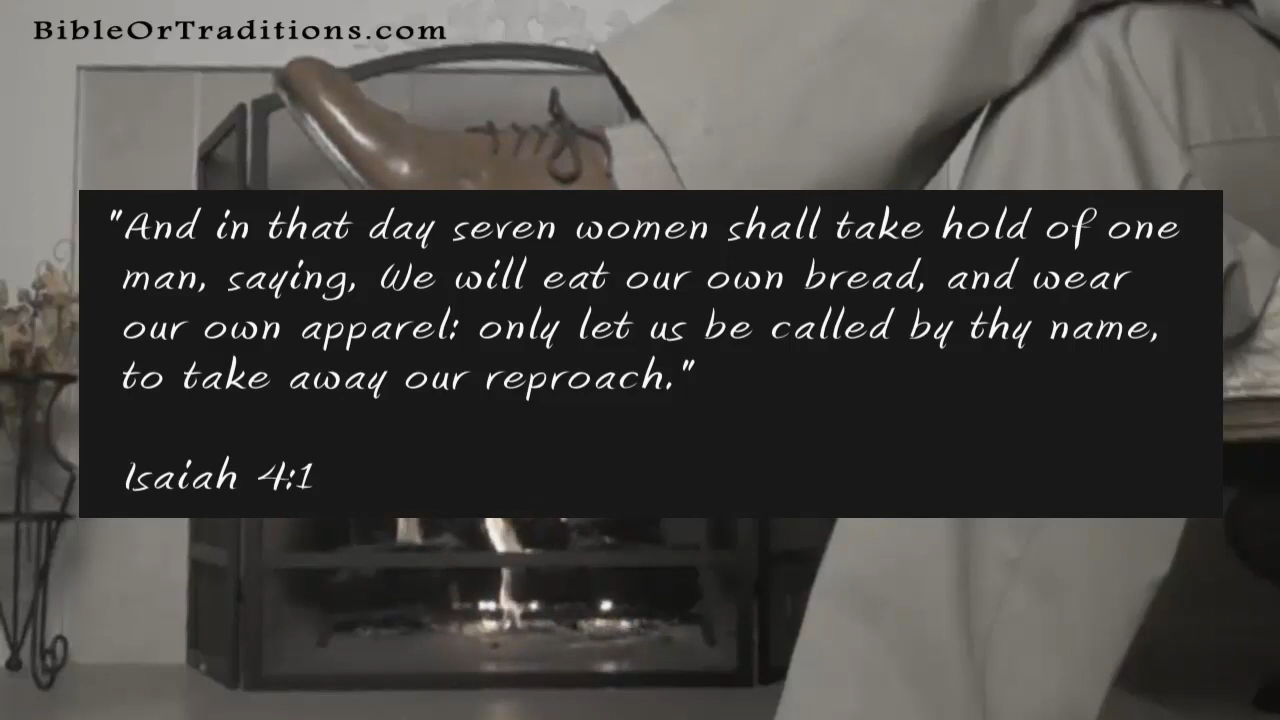 BibleOrTraditions.com
"And in that day seven women shall take hold of one
man, saying, We will eat our own bread, and wear
our own apparel: only let us be called by thy name,
to take away our reproach."
Isaiah 4:1